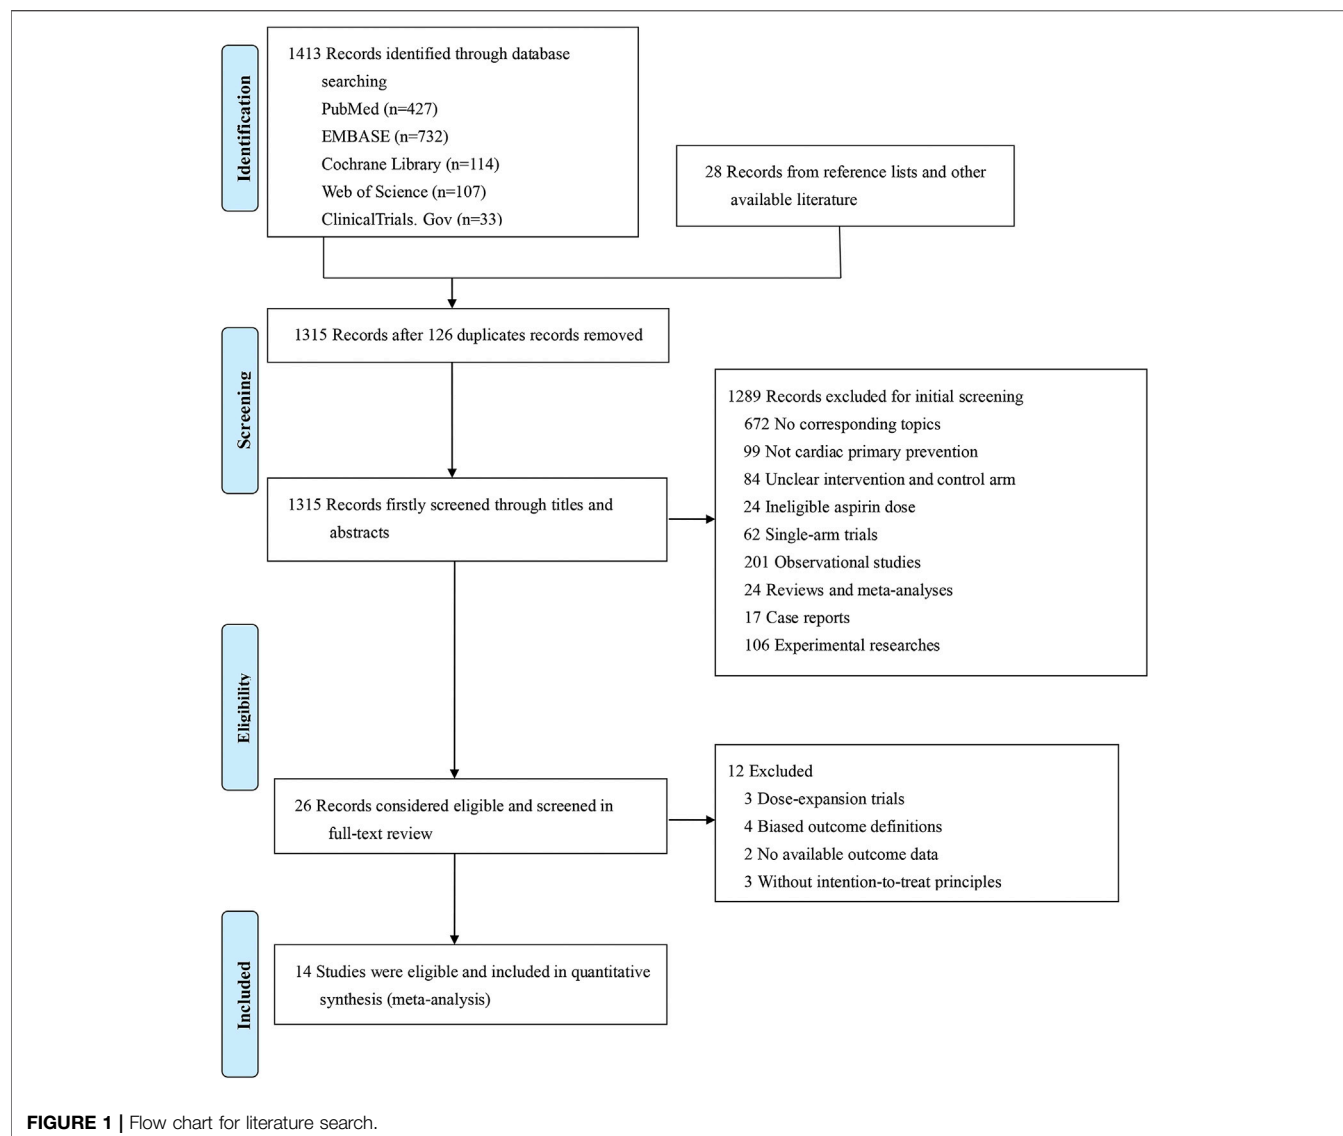 Identification
1413 Records identified through database
searching
PubMed (n=427)
EMBASE (n=732)
Cochrane Library (n=114)
Web of Science (n=107)
ClinicalTrials. Gov (n=33)
28 Records from reference lists and other
available literature
Screening
1315 Records after 126 duplicates records removed
1315 Records firstly screened through titles and
abstracts
1289 Records excluded for initial screening
672 No corresponding topics
99 Not cardiac primary prevention
84 Unclear intervention and control arm
24 Ineligible aspirin dose
62 Single-arm trials
201 Observational studies
24 Reviews and meta-analyses
17 Case reports
106 Experimental researches
Eligibility
26 Records considered eligible and screened in
full-text review
12 Excluded
3 Dose-expansion trials
4 Biased outcome definitions
2 No available outcome data
3 Without intention-to-treat principles
Included
14 Studies were eligible and included in quantitative
synthesis (meta-analysis)
FIGURE 1 | Flow chart for literature search.